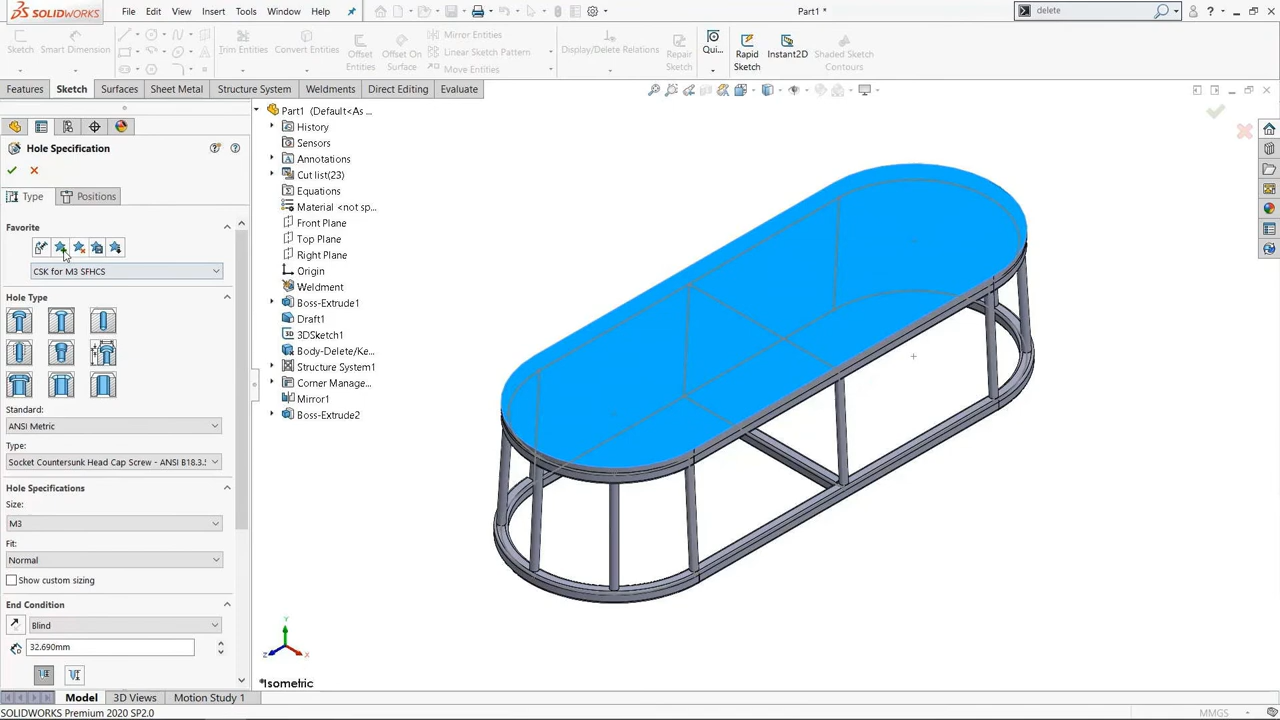 SOLIDWORKS File Edit View Insert Tools Window Help Part1 * delete
Sketch Smart Dimension Trim Entities Convert Entities Offset Entities Offset On Surface Mirror Entities Linear Sketch Pattern Move Entities Display/Delete Relations Repair Sketch Qui... Rapid Sketch Instant2D Shaded Sketch Contours
Features Sketch Surfaces Sheet Metal Structure System Weldments Direct Editing Evaluate
Hole Specification
Type Positions
Favorite
CSK for M3 SFHCS
Hole Type
Standard:
ANSI Metric
Type:
Socket Countersunk Head Cap Screw - ANSI B18.3.5
Hole Specifications
Size:
M3
Fit:
Normal
Show custom sizing
End Condition
Blind
32.690mm
Part1 (Default<As ...
History
Sensors
Annotations
Cut list(23)
Equations
Material <not sp...
Front Plane
Top Plane
Right Plane
Origin
Weldment
Boss-Extrude1
Draft1
3DSketch1
Body-Delete/Ke...
Structure System1
Corner Manage...
Mirror1
Boss-Extrude2
Y
Z
X
*Isometric
Model 3D Views Motion Study 1
SOLIDWORKS Premium 2020 SP2.0 MMGS